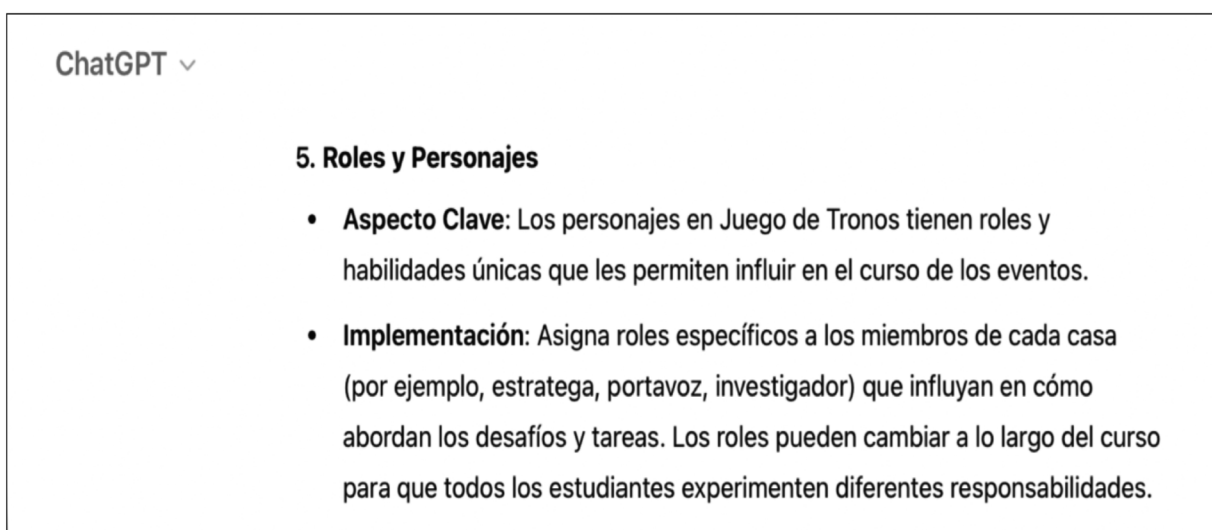 ChatGPT
5. Roles y Personajes
• Aspecto Clave: Los personajes en Juego de Tronos tienen roles y
habilidades únicas que les permiten influir en el curso de los eventos.
• Implementación: Asigna roles específicos a los miembros de cada casa
(por ejemplo, estratega, portavoz, investigador) que influyan en cómo
abordan los desafíos y tareas. Los roles pueden cambiar a lo largo del curso
para que todos los estudiantes experimenten diferentes responsabilidades.